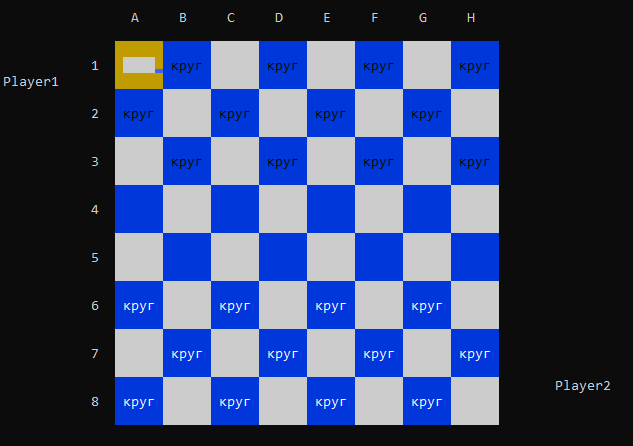 A B C D E F G H
1 круг круг круг круг
Player1
2 круг круг круг круг
3 круг круг круг круг
4
5
6 круг круг круг круг
7 круг круг круг круг
Player2
8 круг круг круг круг